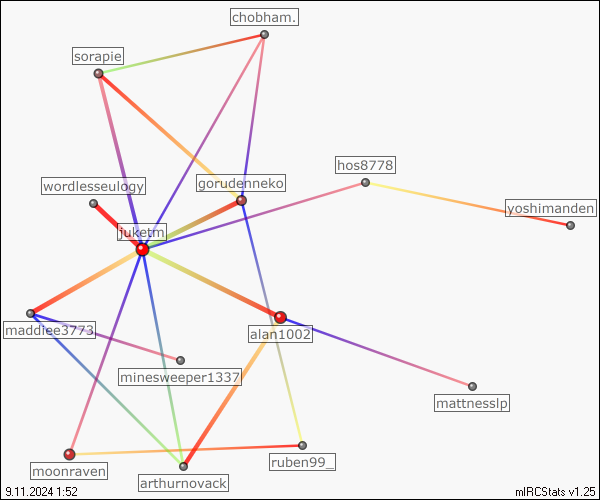 chobham.
sorapie
hos8778
wordlesseulogy
gorudenneko
yoshimanden
juketm
maddiee3773
alan1002
minesweeper1337
mattnesslp
moonraven
ruben99_
arthurnovack
9.11.2024 1:52
mIRCStats v1.25